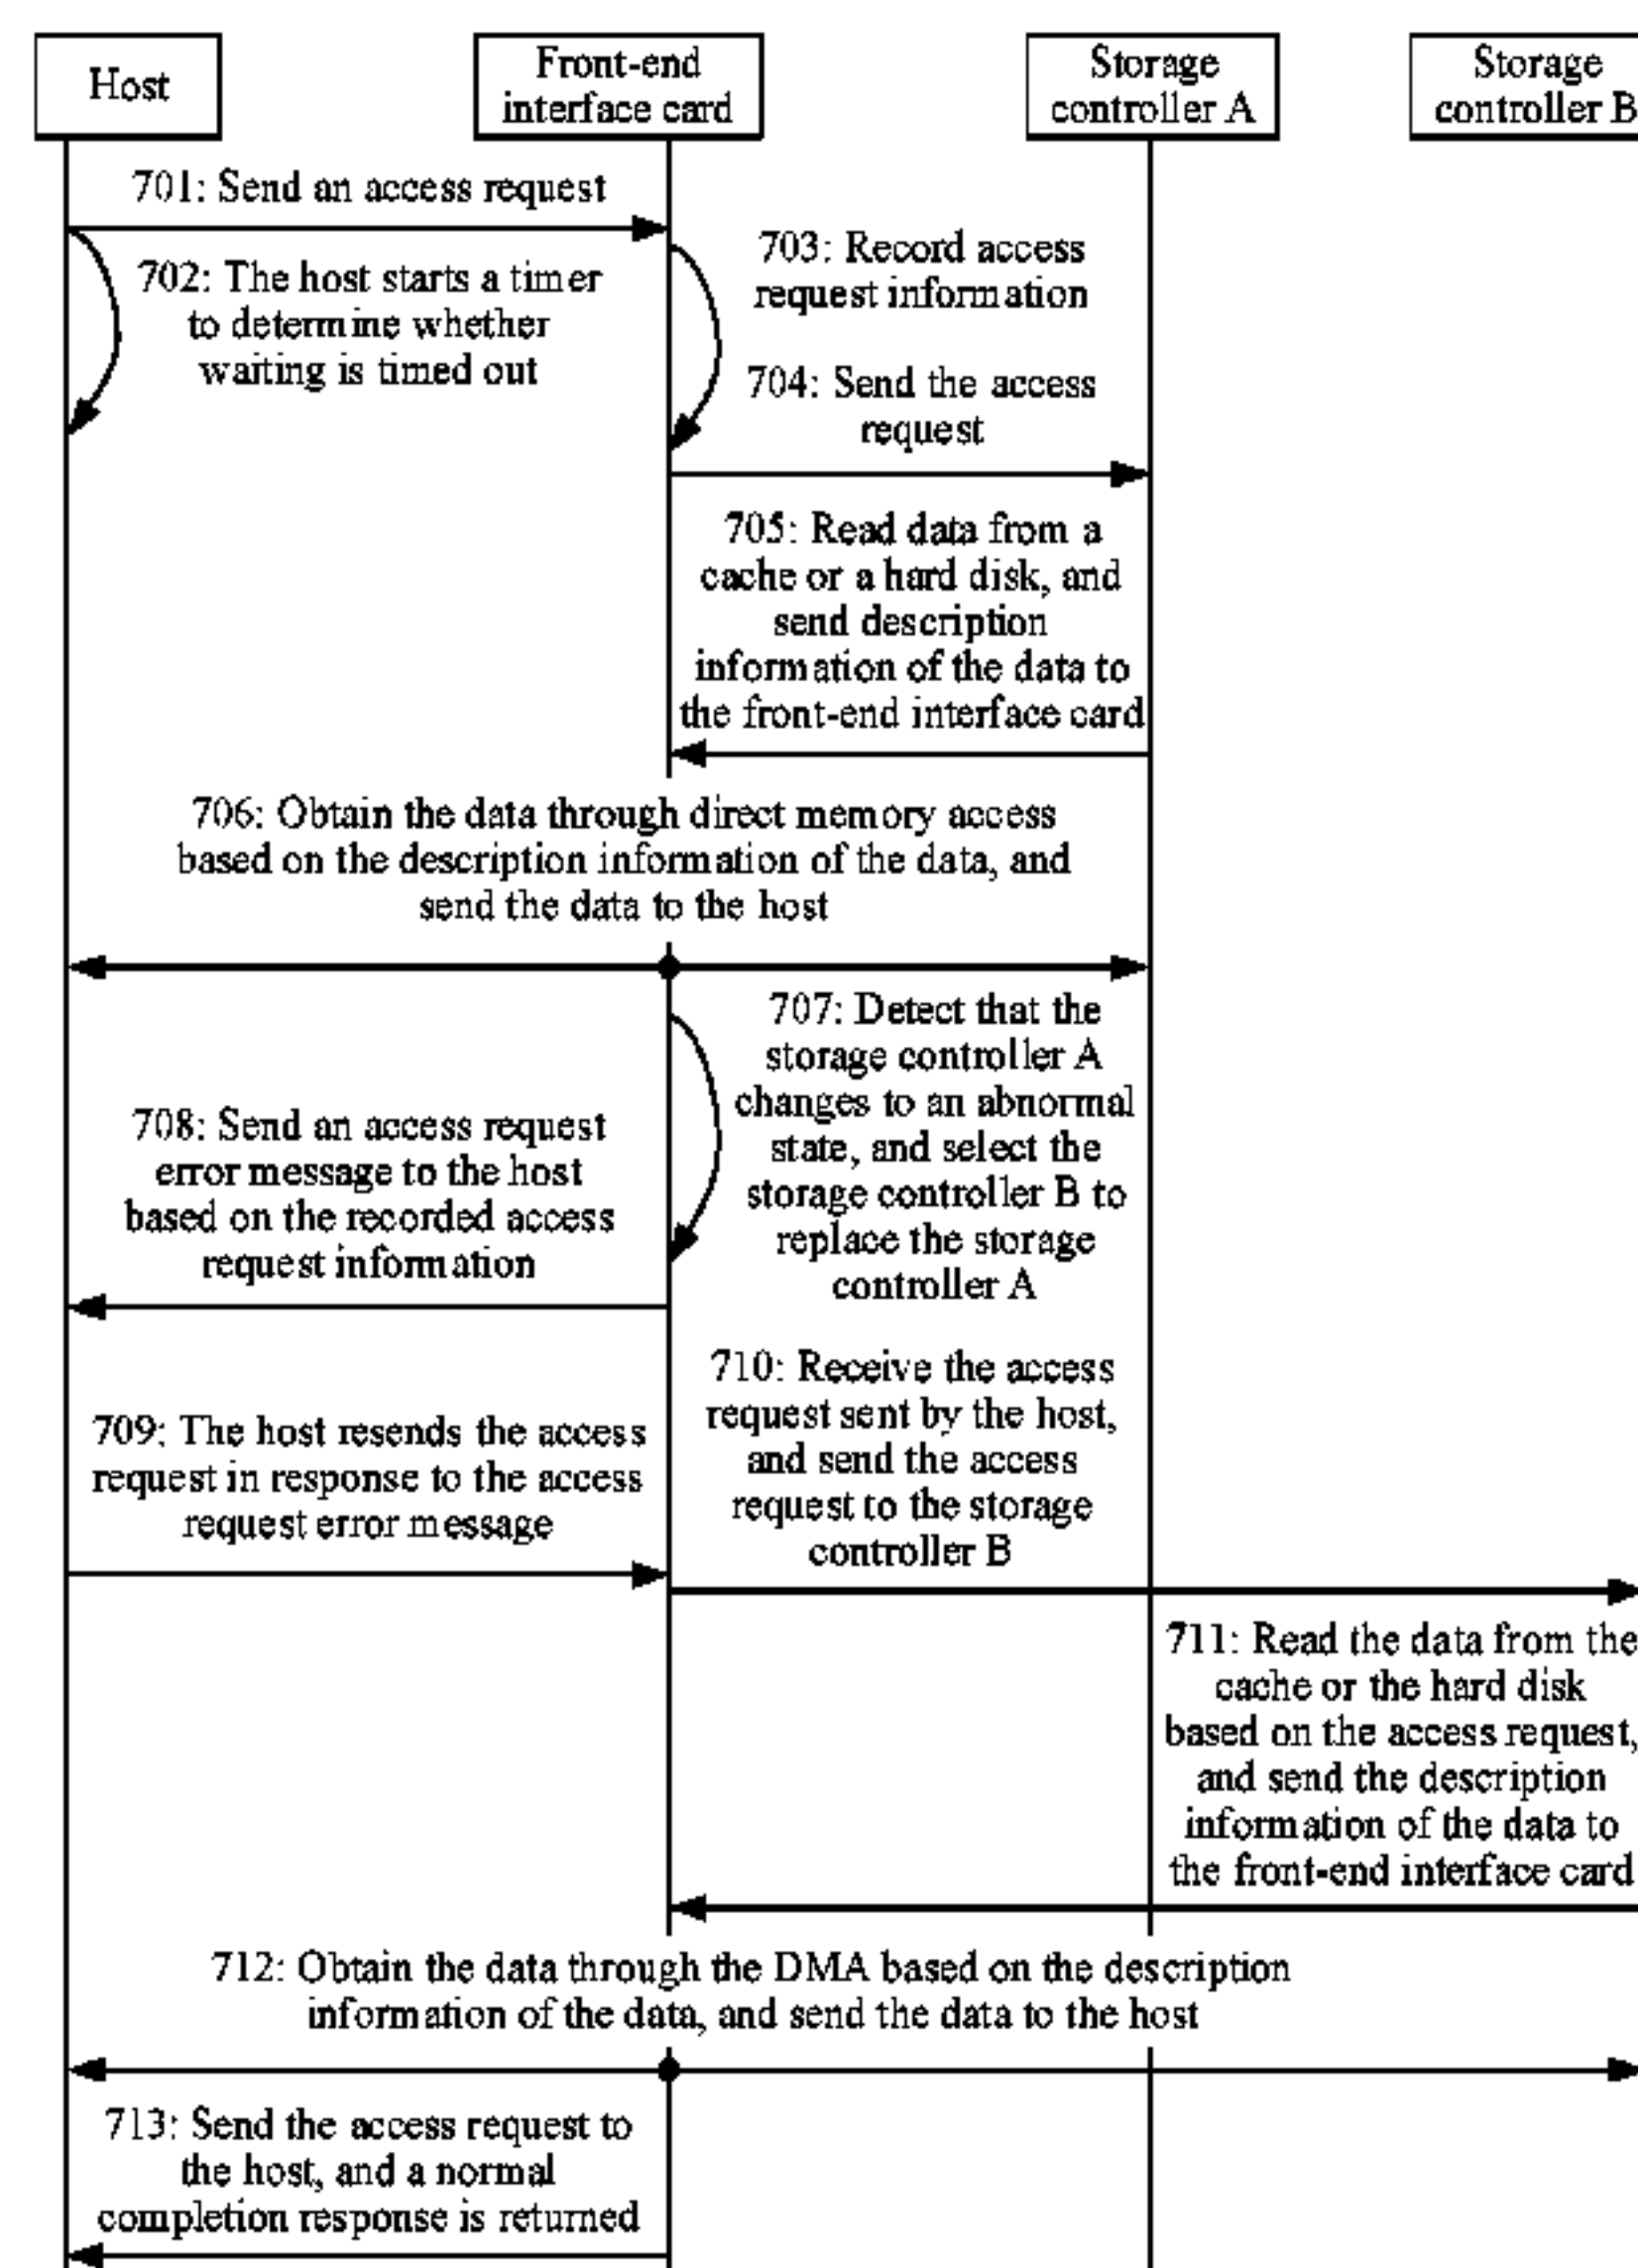 Host
Front-end
interface card
Storage
controller A
Storage
controller B
701: Send an access request
702: The host starts a timer
to determine whether
waiting is timed out
703: Record access
request information
704: Send the access
request
705: Read data from a
cache or a hard disk, and
send description
information of the data to
the front-end interface card
706: Obtain the data through direct memory access
based on the description information of the data, and
send the data to the host
707: Detect that the
storage controller A
changes to an abnormal
state, and select the
storage controller B to
replace the storage
controller A
708: Send an access request
error message to the host
based on the recorded access
request information
709: The host resends the access
request in response to the access
request error message
710: Receive the access
request sent by the host,
and send the access
request to the storage
controller B
711: Read the data from the
cache or the hard disk
based on the access request,
and send the description
information of the data to
the front-end interface card
712: Obtain the data through the DMA based on the description
information of the data, and send the data to the host
713: Send the access request to
the host, and a normal
completion response is returned